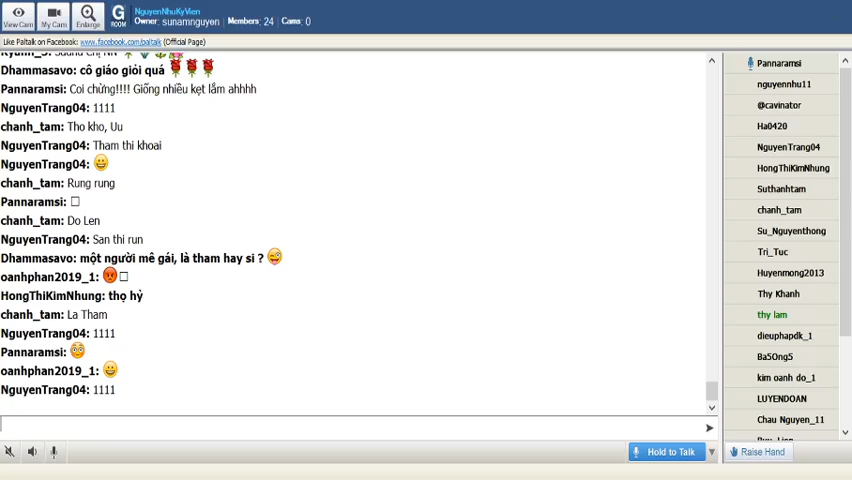 View Cam
My Cam
Enlarge
G
ROOM
NguyenNhuKyVien
Owner: sunamnguyen , Members: 24 , Cams: 0
Like Paltalk on Facebook: www.facebook.com/paltalk (Official Page)
Dhammasavo: cô giáo giỏi quá
Pannaramsi: Coi chừng!!!! Giống nhiều kẹt lắm ahhhh
NguyenTrang04: 1111
chanh_tam: Tho kho, Uu
NguyenTrang04: Tham thi khoai
NguyenTrang04:
chanh_tam: Rung rung
Pannaramsi:
chanh_tam: Do Len
NguyenTrang04: San thi run
Dhammasavo: một người mê gái, là tham hay si ?
oanhphan2019_1:
HongThiKimNhung: thọ hỷ
chanh_tam: La Tham
NguyenTrang04: 1111
Pannaramsi:
oanhphan2019_1:
NguyenTrang04: 1111
Hold to Talk
Pannaramsi
nguyennhu11
@cavinator
Ha0420
NguyenTrang04
HongThiKimNhung
Suthanhtam
chanh_tam
Su_Nguyenthong
Tri_Tuc
Huyenmong2013
Thy Khanh
thy lam
dieuphapdk_1
Ba5Ong5
kim oanh do_1
LUYENDOAN
Chau Nguyen_11
Raise Hand